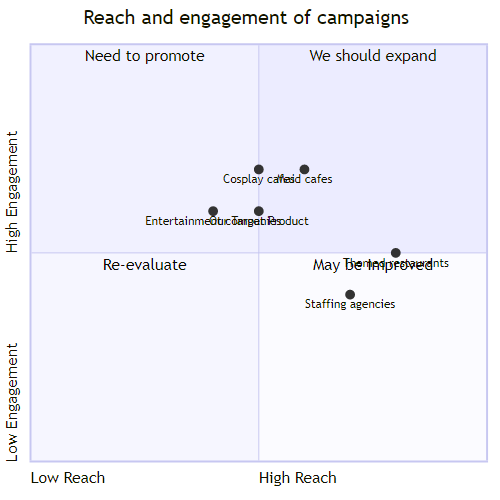 Reach and engagement of campaigns
Need to promote
We should expand
Cosplay cafes
Maid cafes
Entertainment companies
Our Target Product
Re-evaluate
May be improved
Themed restaurants
Staffing agencies
High Engagement
Low Engagement
Low Reach
High Reach